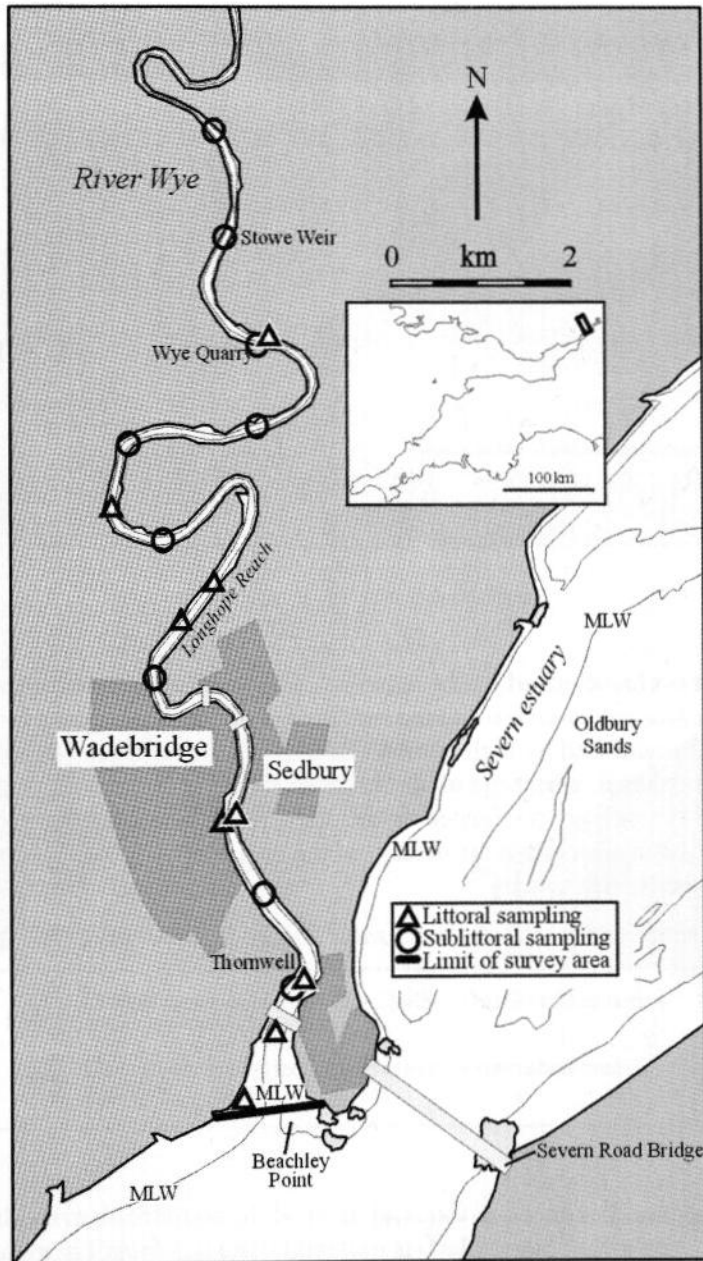 N
River Wye
Stowe Weir
0 km 2
Wye Quarry
100 km
Longhope Reach
MLW
Severn estuary
Oldbury
Sands
Wadebridge
Sedbury
MLW
Littoral sampling
Sublittoral sampling
Limit of survey area
Thornwell
MLW
Beachley
Point
Severn Road Bridge
MLW